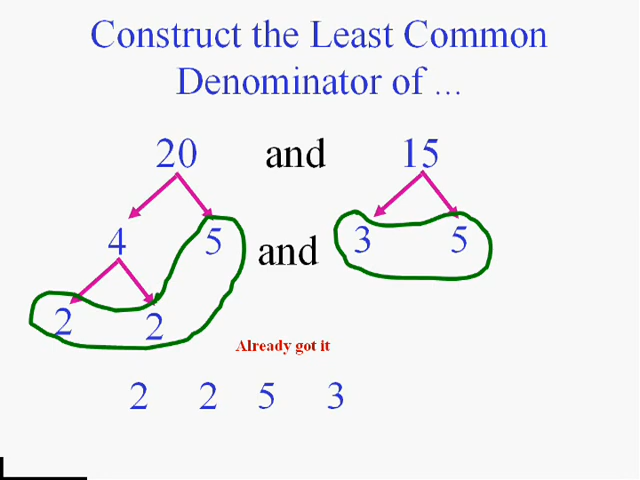 Construct the Least Common
Denominator of ...
20 and 15
4 5 and 3 5
2 2
Already got it
2 2 5 3